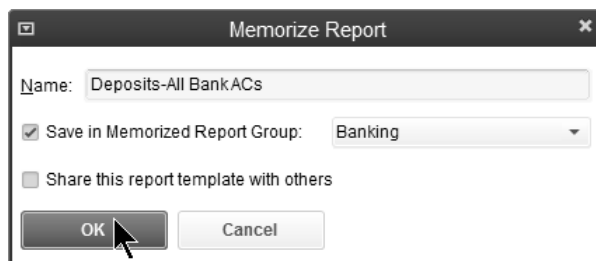 Memorize Report
Name: Deposits-All Bank ACs
Save in Memorized Report Group: Banking
Share this report template with others
OK Cancel